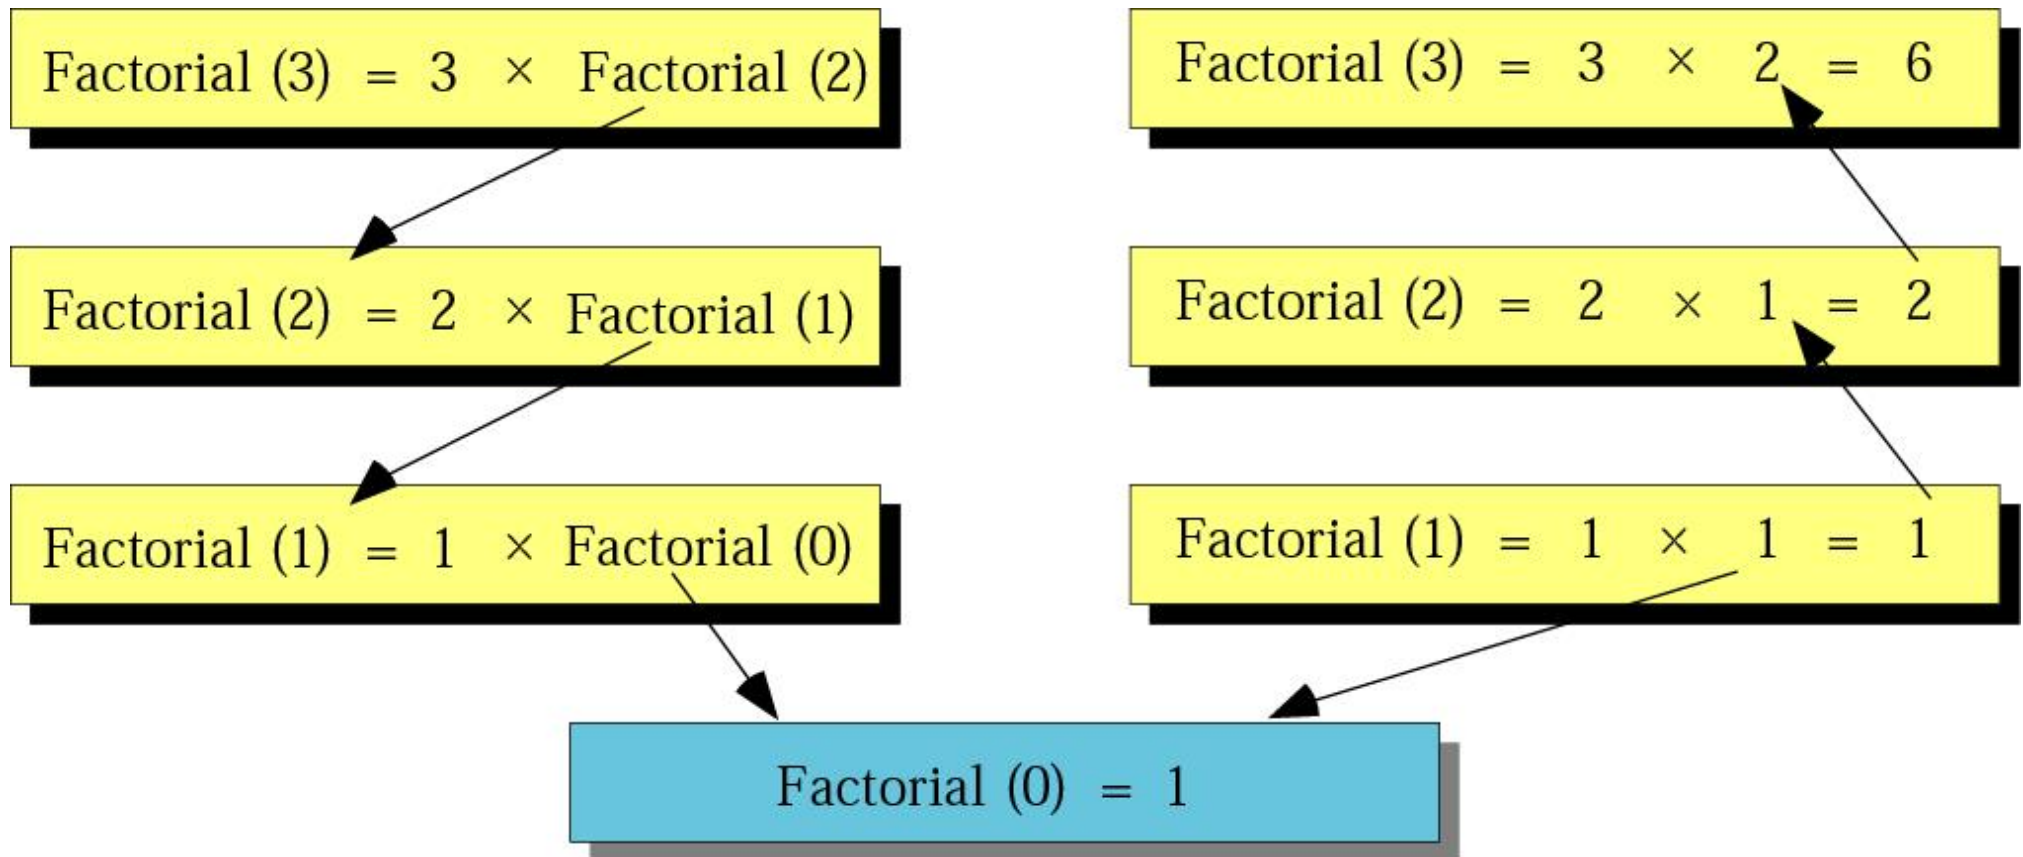 Factorial (3) = 3 × Factorial (2)
Factorial (2) = 2 × Factorial (1)
Factorial (1) = 1 × Factorial (0)
Factorial (0) = 1
Factorial (1) = 1 × 1 = 1
Factorial (2) = 2 × 1 = 2
Factorial (3) = 3 × 2 = 6